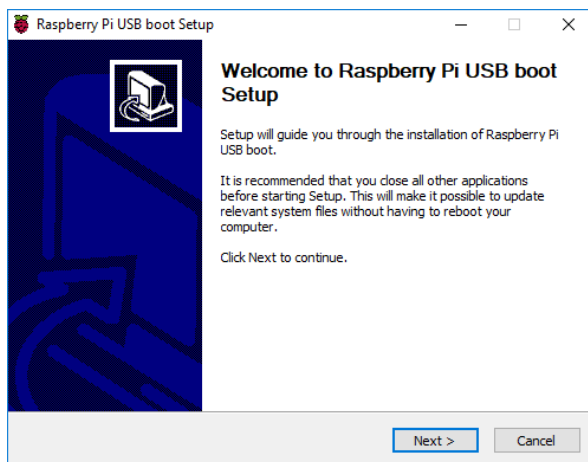 Raspberry Pi USB boot Setup
Welcome to Raspberry Pi USB boot
Setup
Setup will guide you through the installation of Raspberry Pi
USB boot.
It is recommended that you close all other applications
before starting Setup. This will make it possible to update
relevant system files without having to reboot your
computer.
Click Next to continue.
Next >
Cancel